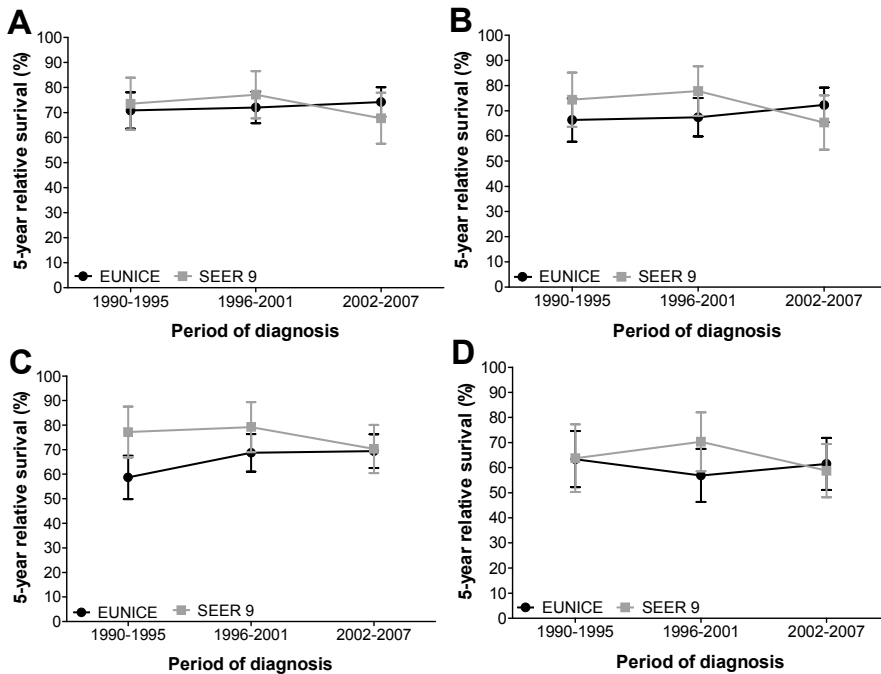 A
5-year relative surival (%)
100
90
80
70
60
50
40
30
20
10
0
EUNICE SEER 9
1990-1995 1996-2001 2002-2007
Period of diagnosis
B
5-year relative surival (%)
100
90
80
70
60
50
40
30
20
10
0
EUNICE SEER 9
1990-1995 1996-2001 2002-2007
Period of diagnosis
C
5-year relative surival (%)
100
90
80
70
60
50
40
30
20
10
0
EUNICE SEER 9
1990-1995 1996-2001 2002-2007
Period of diagnosis
D
5-year relative surival (%)
100
90
80
70
60
50
40
30
20
10
0
EUNICE SEER 9
1990-1995 1996-2001 2002-2007
Period of diagnosis